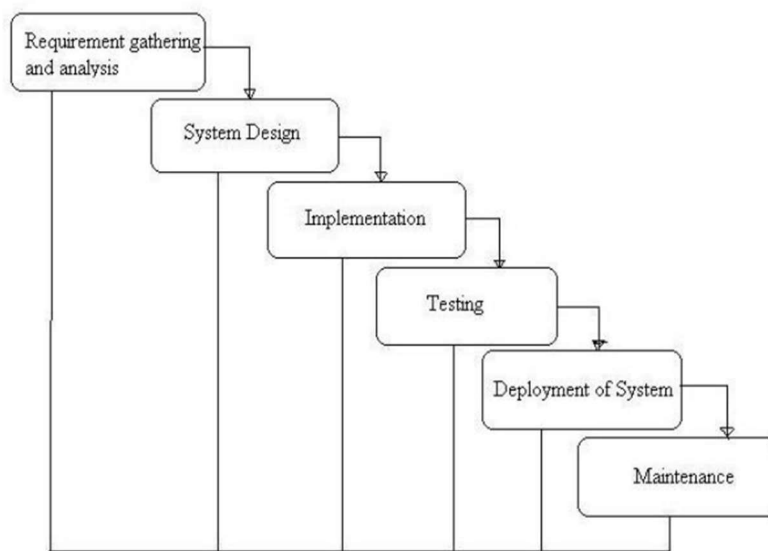 Requirement gathering
and analysis
System Design
Implementation
Testing
Deployment of System
Maintenance